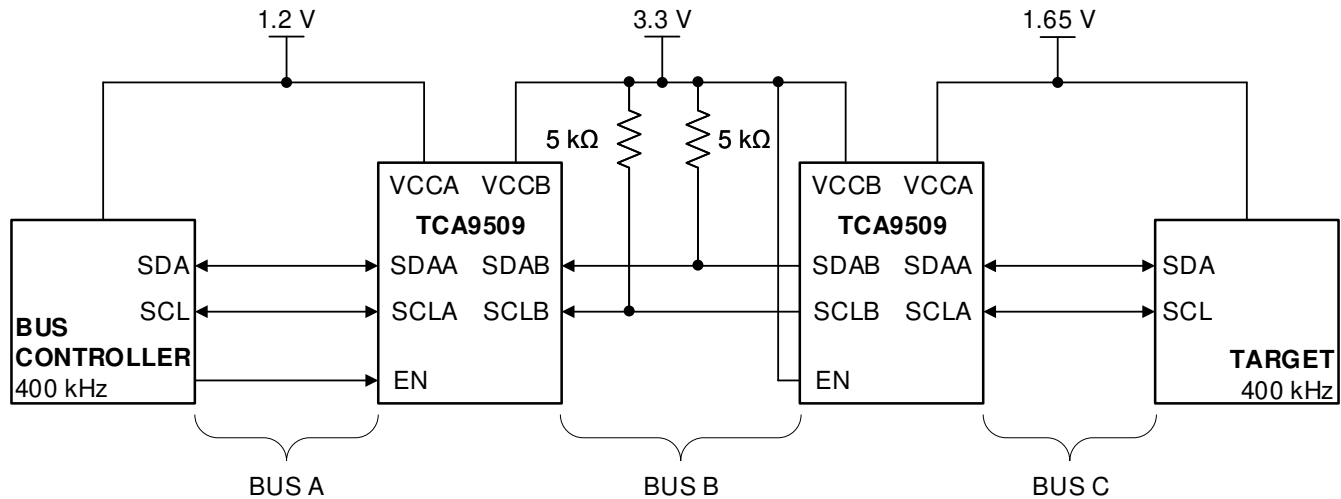 1.2 V
3.3 V
1.65 V
5 kΩ
5 kΩ
VCCA VCCB
TCA9509
SDAA SDAB
SCLA SCLB
EN
VCCB VCCA
TCA9509
SDAB SDAA
SCLB SCLA
EN
SDA
SCL
BUS
CONTROLLER
400 kHz
SDA
SCL
TARGET
400 kHz
BUS A
BUS B
BUS C